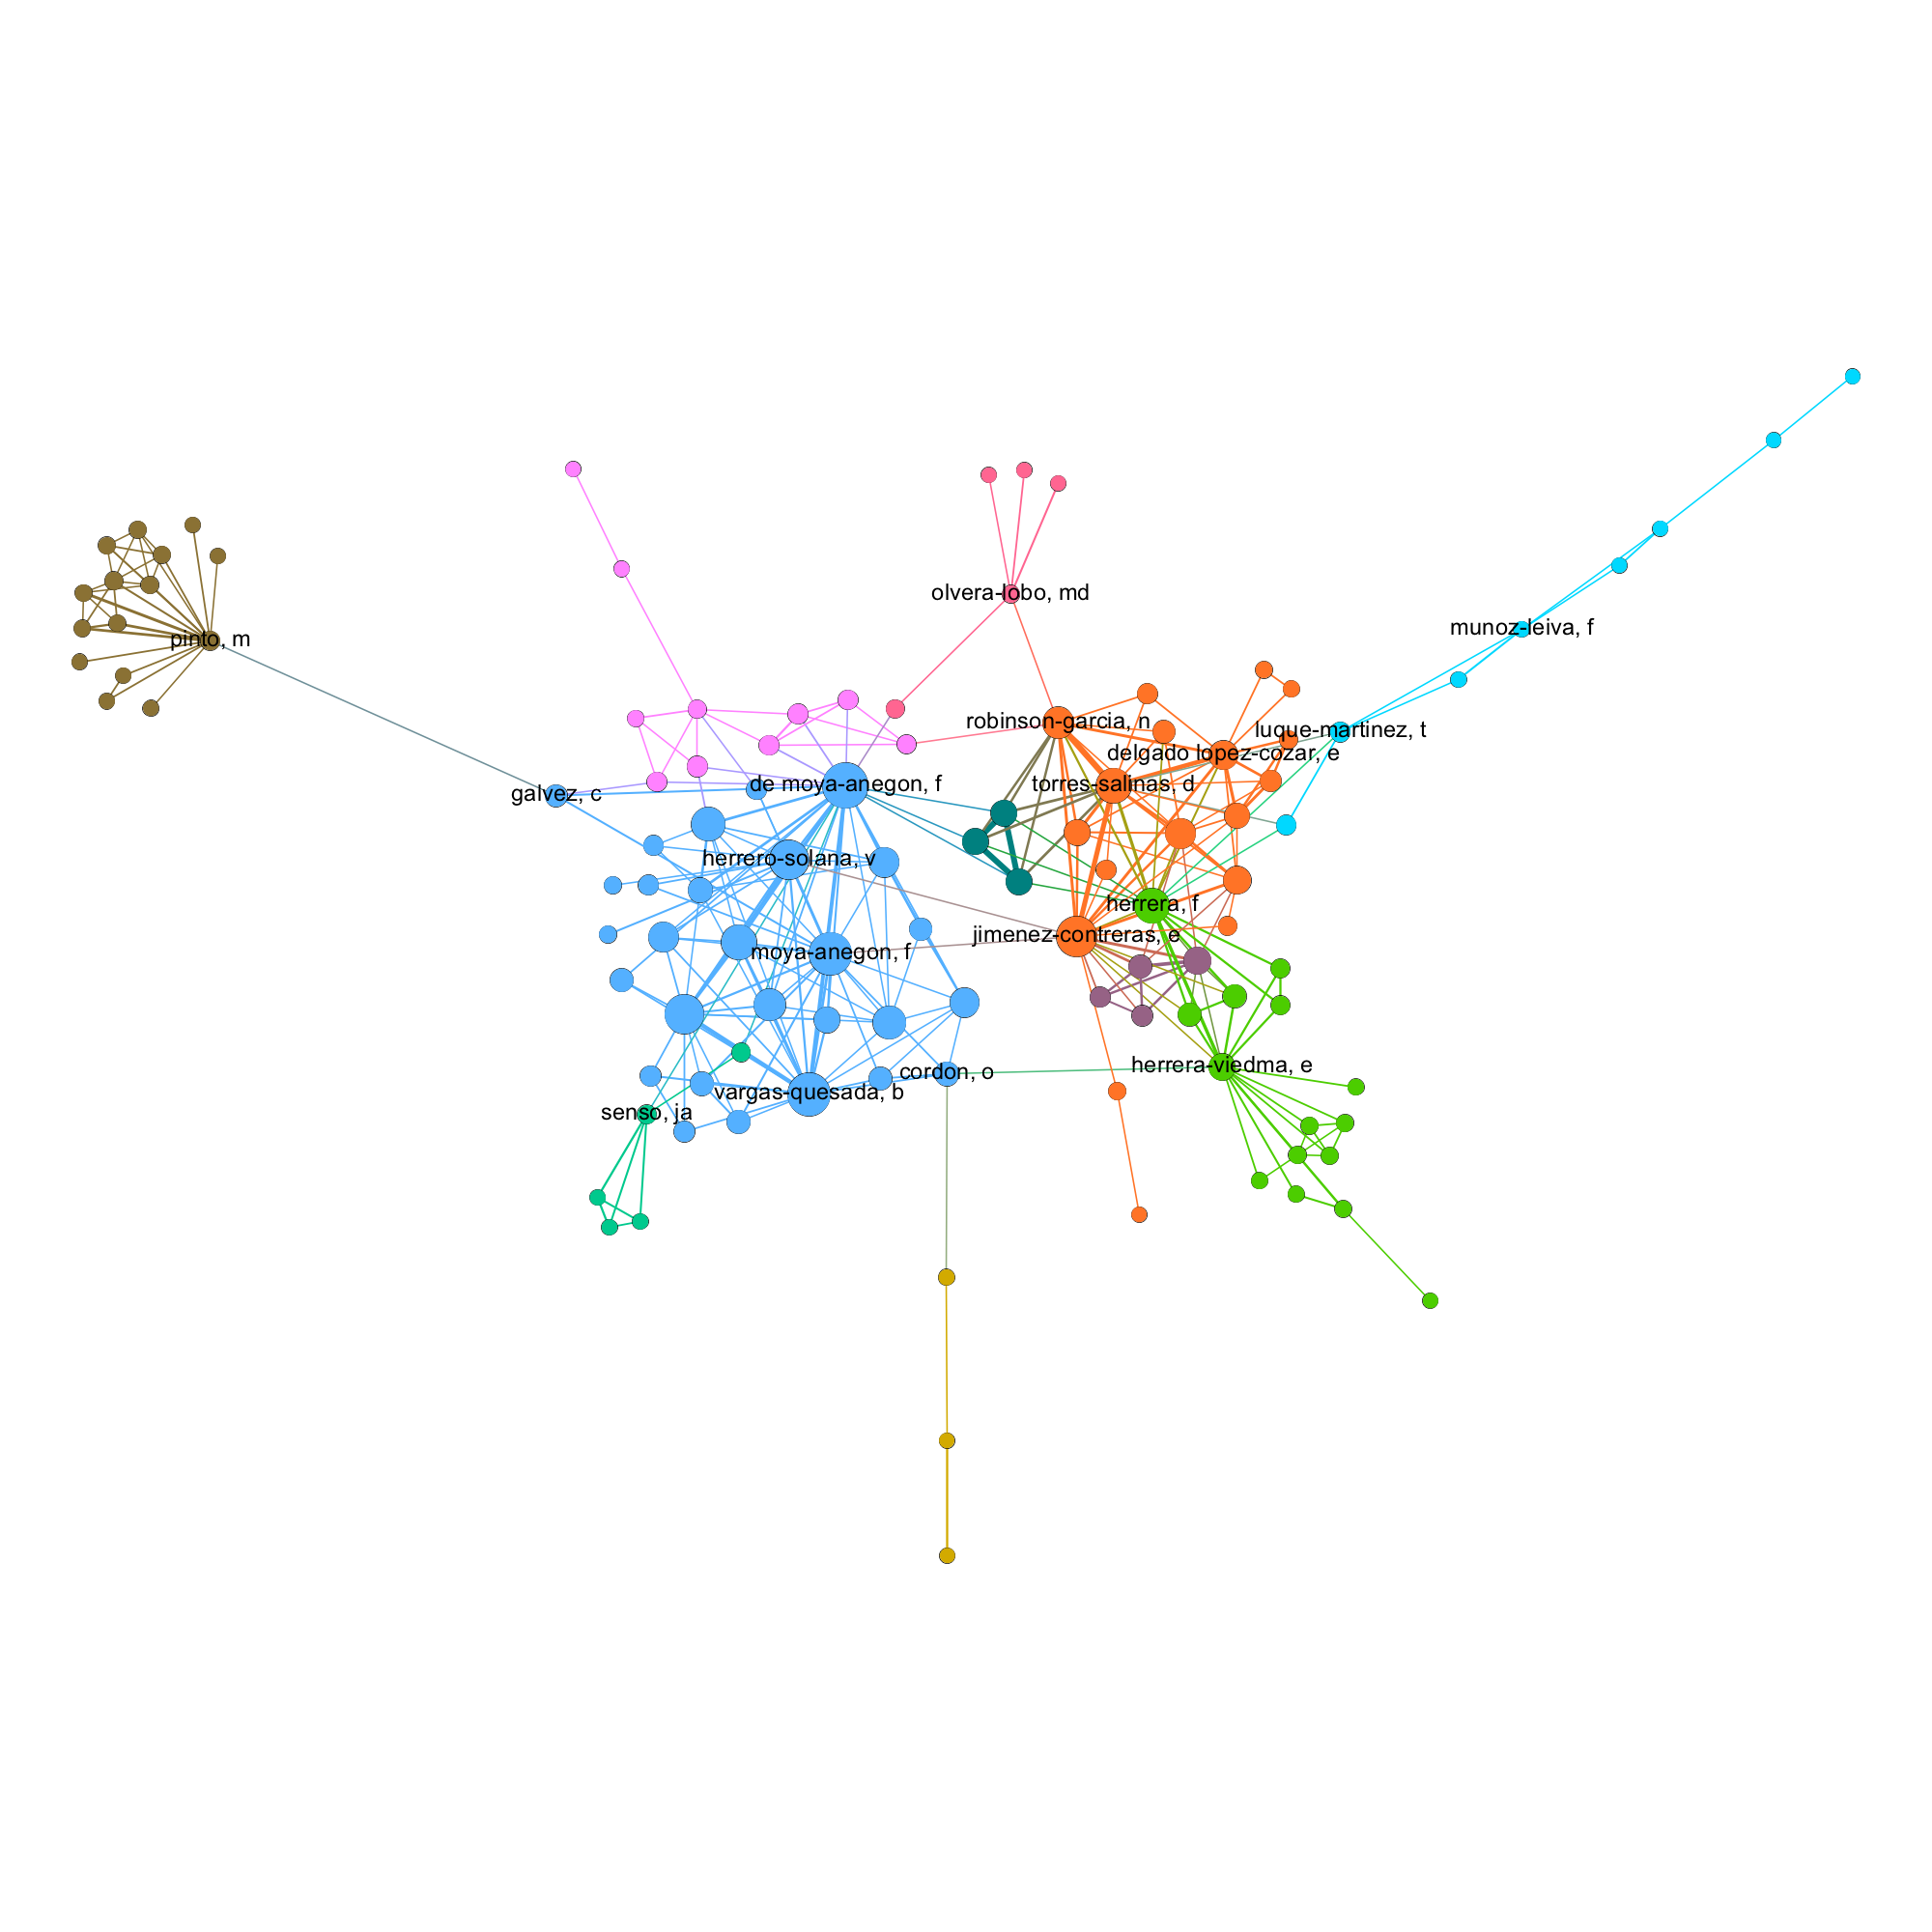 olvera-lobo, md
munoz-leiva, f
pinto, m
robinson-garcia, n
luque-martinez, t
delgado lopez-cozar, e
de moya-anegon, f
torres-salinas, d
galvez, c
herrero-solana, v
herrera, f
jimenez-contreras, e
moya-anegon, f
herrera-viedma, e
cordon, o
vargas-quesada, b
senso, ja